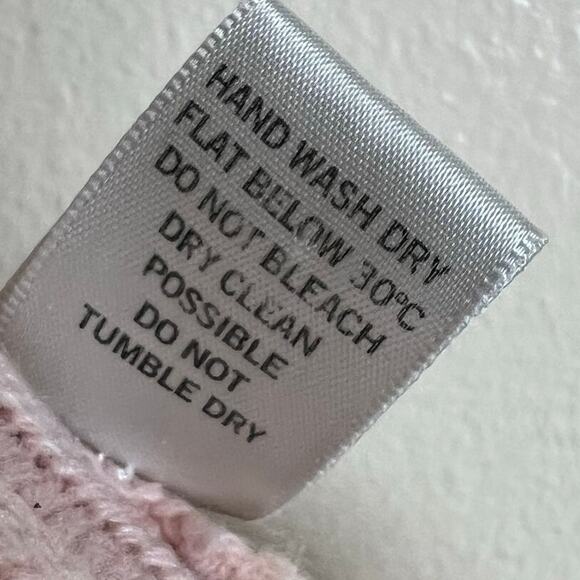 HAND WASH DRY
FLAT BELOW 30°C
DO NOT BLEACH
DRY CLEAN
POSSIBLE
DO NOT
TUMBLE DRY